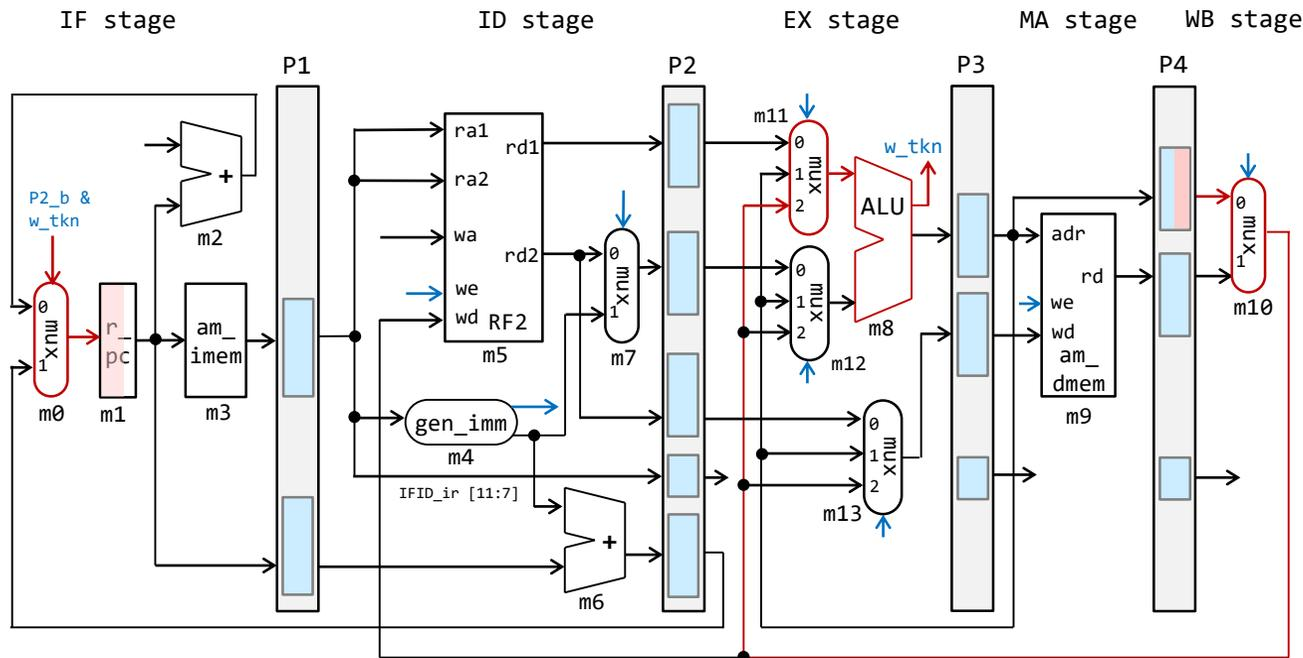 IF stage
ID stage
EX stage
MA stage
WB stage
P1
P2
P3
P4
P2_b &
w_tkn
0
mux
1
m0
r_
pc
m1
+
m2
am_
imem
m3
ra1
ra2
wa
we
wd
rd1
rd2
RF2
m5
gen_imm
m4
IFID_ir [11:7]
0
mux
1
m7
+
m6
m11
0
1
2
mux
w_tkn
ALU
m8
0
1
2
mux
m12
0
1
2
mux
m13
adr
rd
we
wd
am_
dmem
m9
0
mux
1
m10